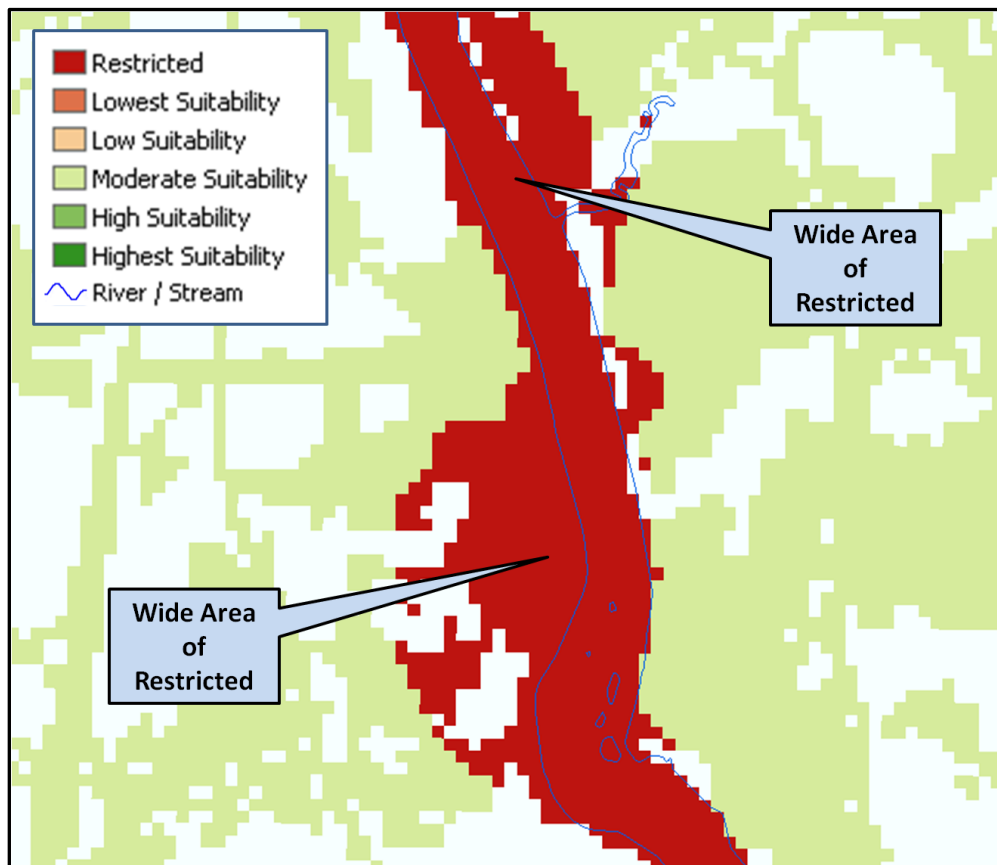 Restricted
Lowest Suitability
Low Suitability
Moderate Suitability
High Suitability
Highest Suitability
River / Stream
Wide Area
of
Restricted
Wide Area
of
Restricted